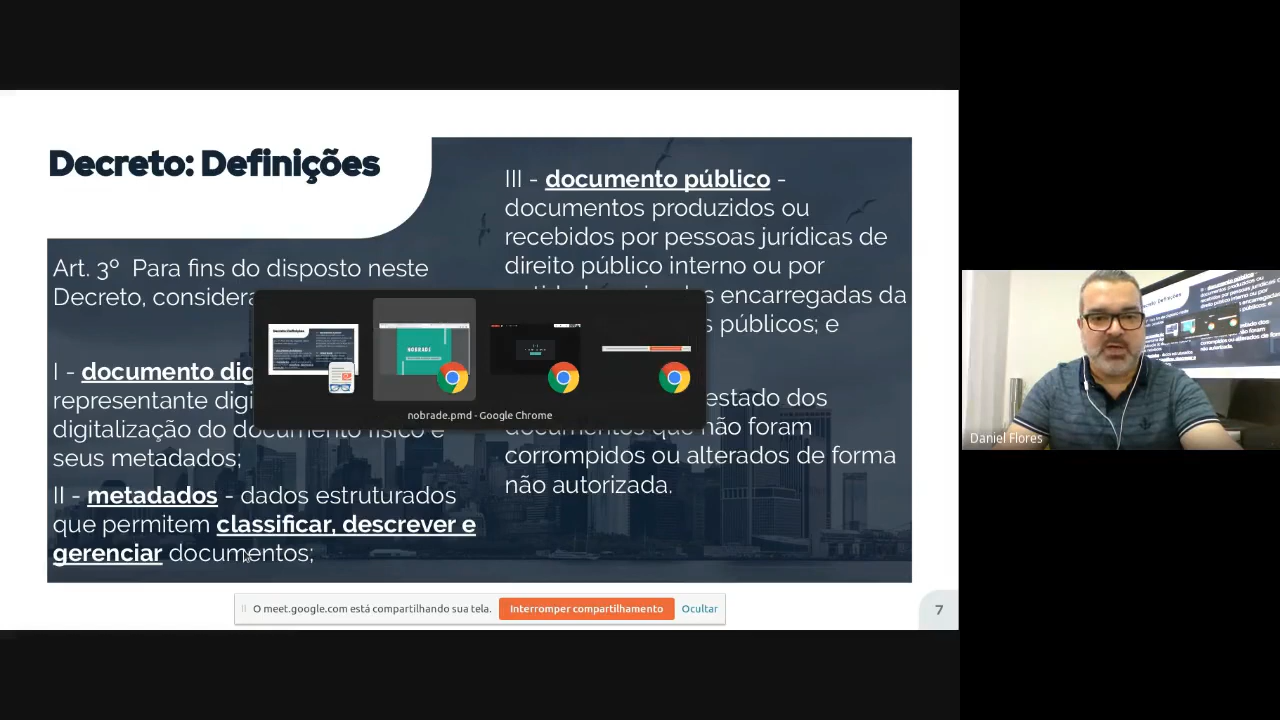 Decreto: Definições
Art. 3º Para fins do disposto neste
Decreto, considera
I - documento dig
representante digi
digitalização do documento físico e
seus metadados;
II - metadados - dados estruturados
que permitem classificar, descrever e
gerenciar documentos;
III - documento público -
documentos produzidos ou
recebidos por pessoas jurídicas de
direito público interno ou por
encarregadas da
s públicos; e
estado dos
documentos que não foram
corrompidos ou alterados de forma
não autorizada.
Decreto: Definições
NOBRADE
nobrade.pmd - Google Chrome
O meet.google.com está compartilhando sua tela. Interromper compartilhamento Ocultar
7
Daniel Flores